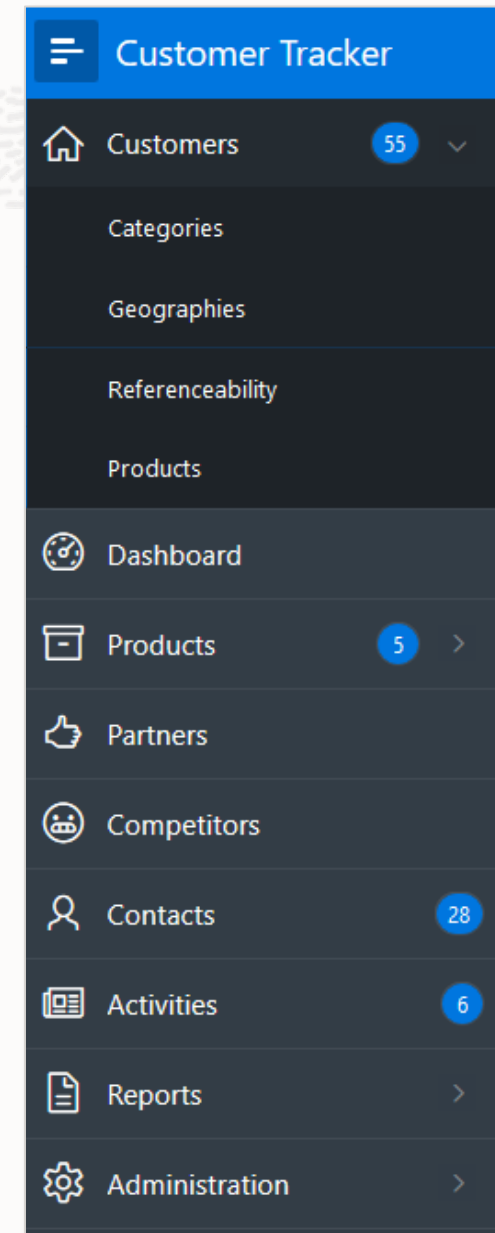 Customer Tracker
Customers 55
Categories
Geographies
Referenceability
Products
Dashboard
Products 5
Partners
Competitors
Contacts 28
Activities 6
Reports
Administration